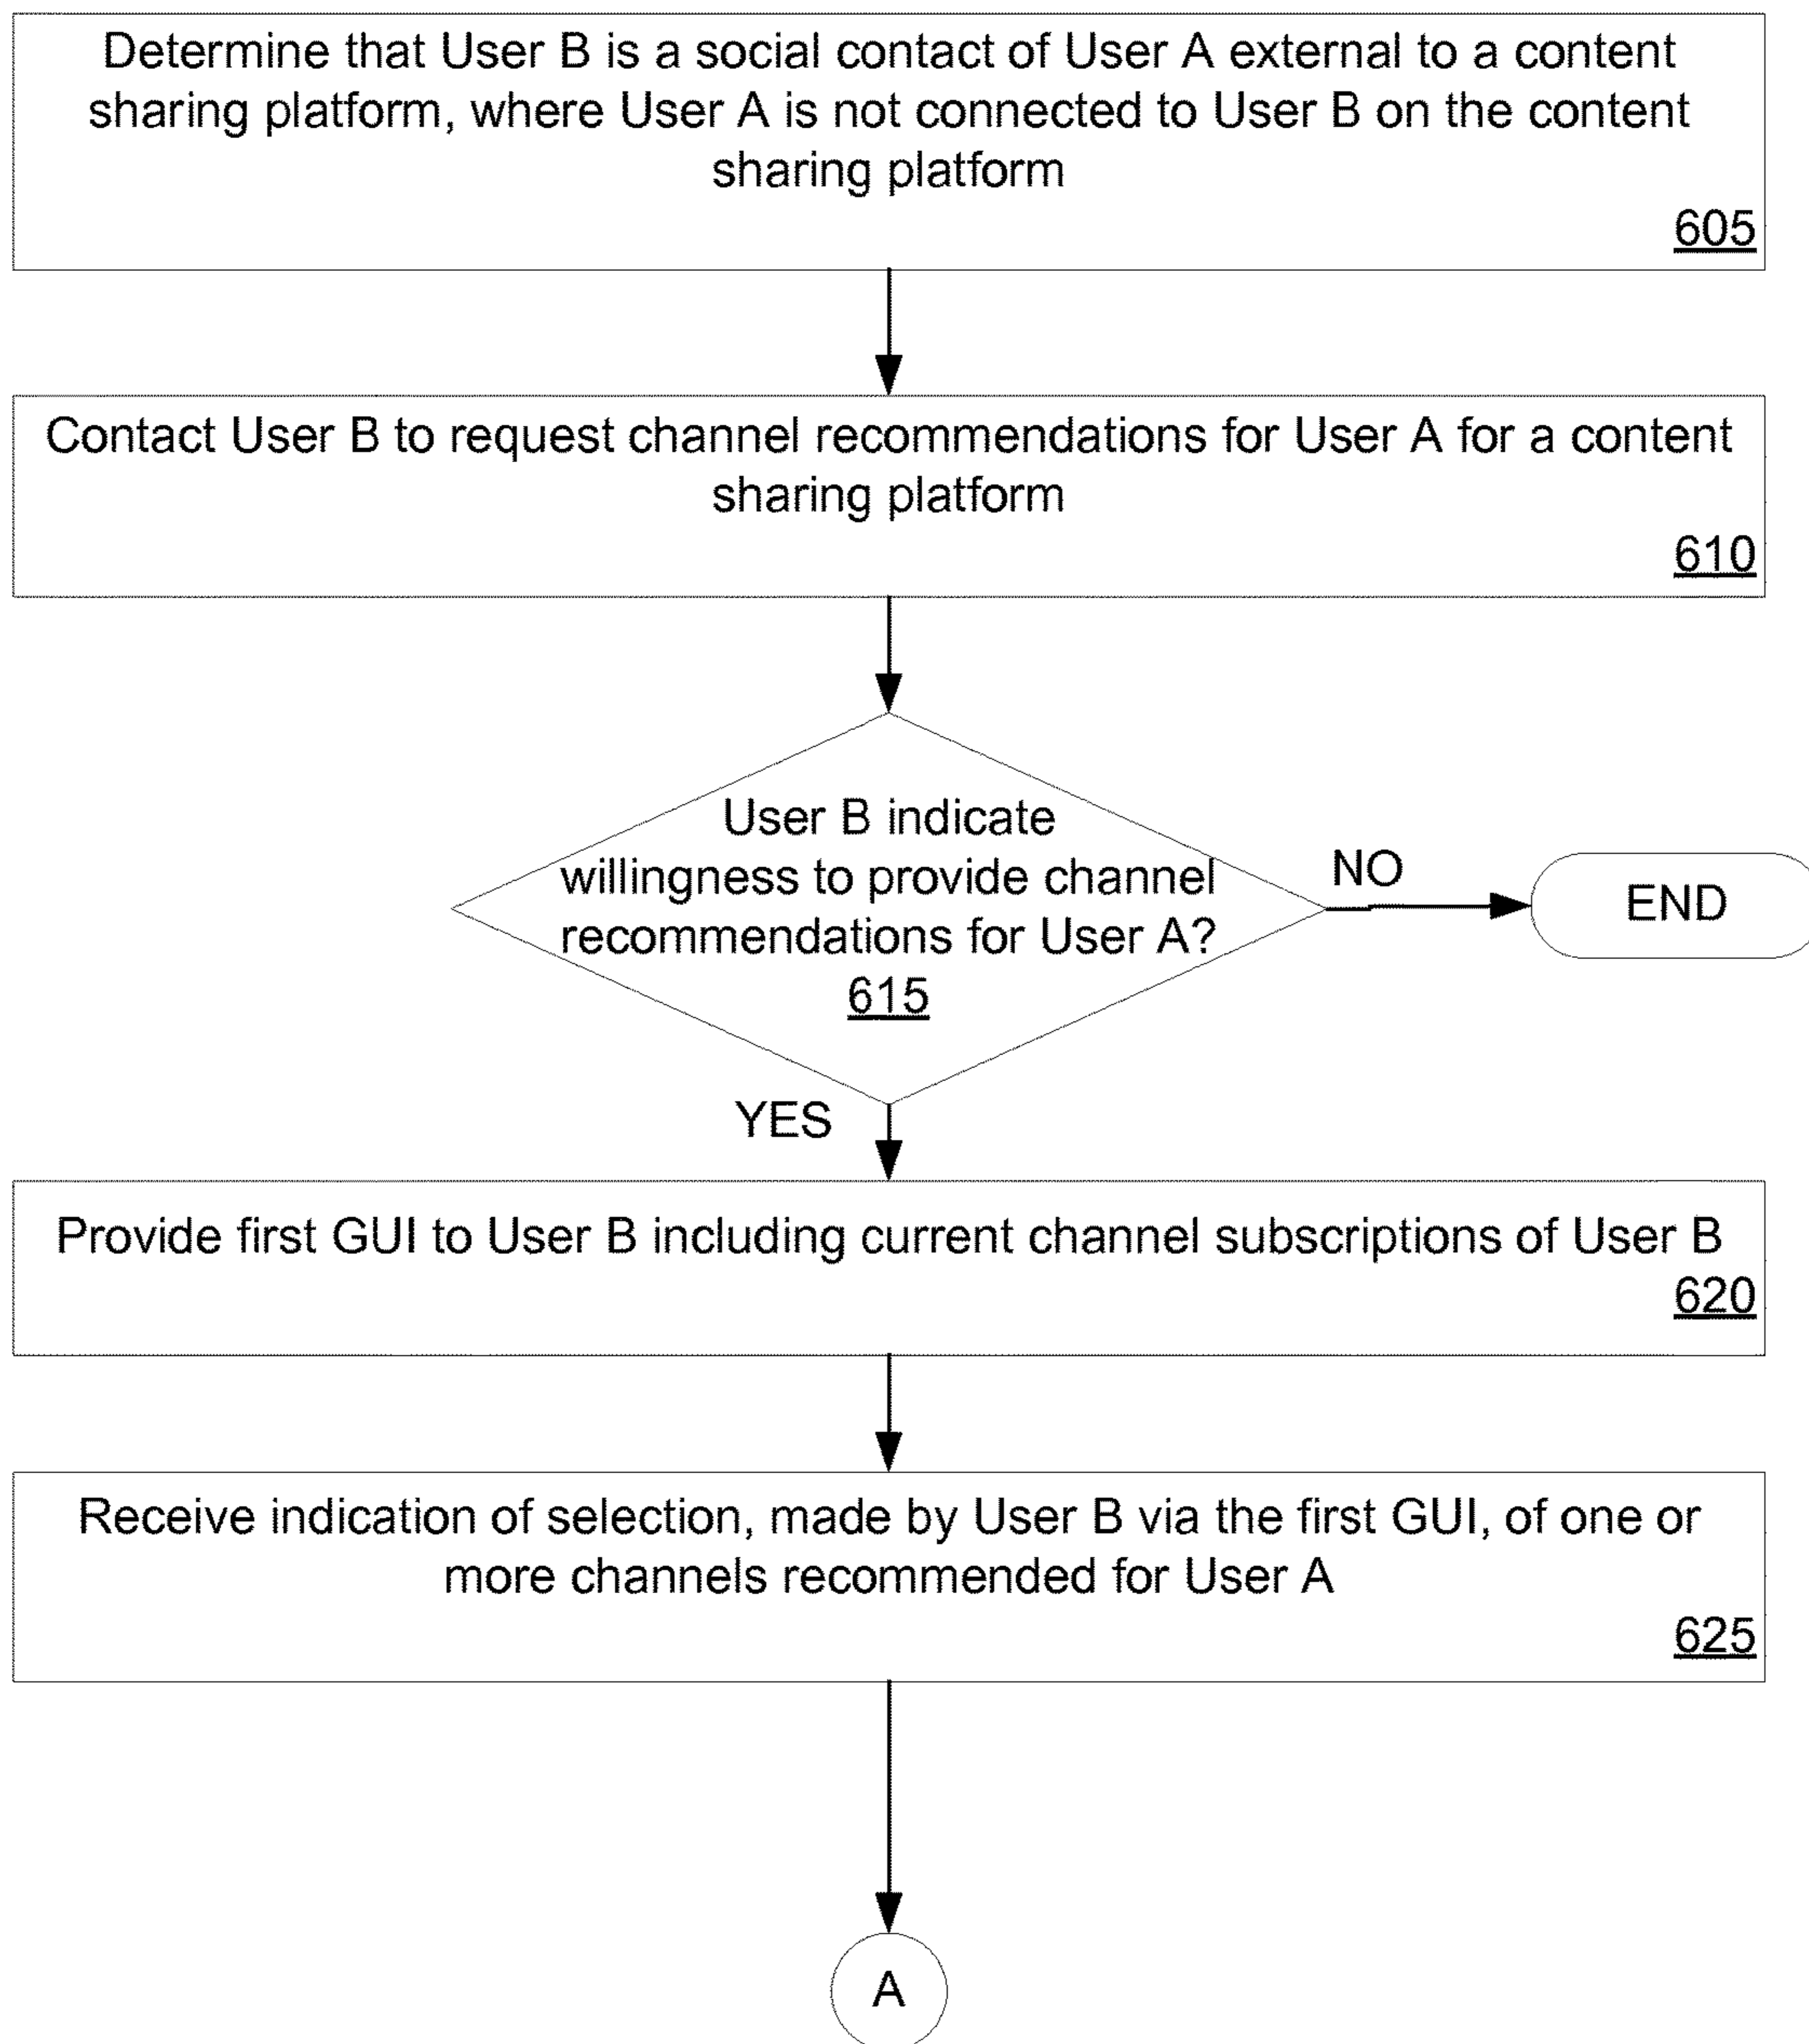 Determine that User B is a social contact of User A external to a content
sharing platform, where User A is not connected to User B on the content
sharing platform
605
Contact User B to request channel recommendations for User A for a content
sharing platform
610
User B indicate
willingness to provide channel
recommendations for User A?
615
NO
END
YES
Provide first GUI to User B including current channel subscriptions of User B
620
Receive indication of selection, made by User B via the first GUI, of one or
more channels recommended for User A
625
A